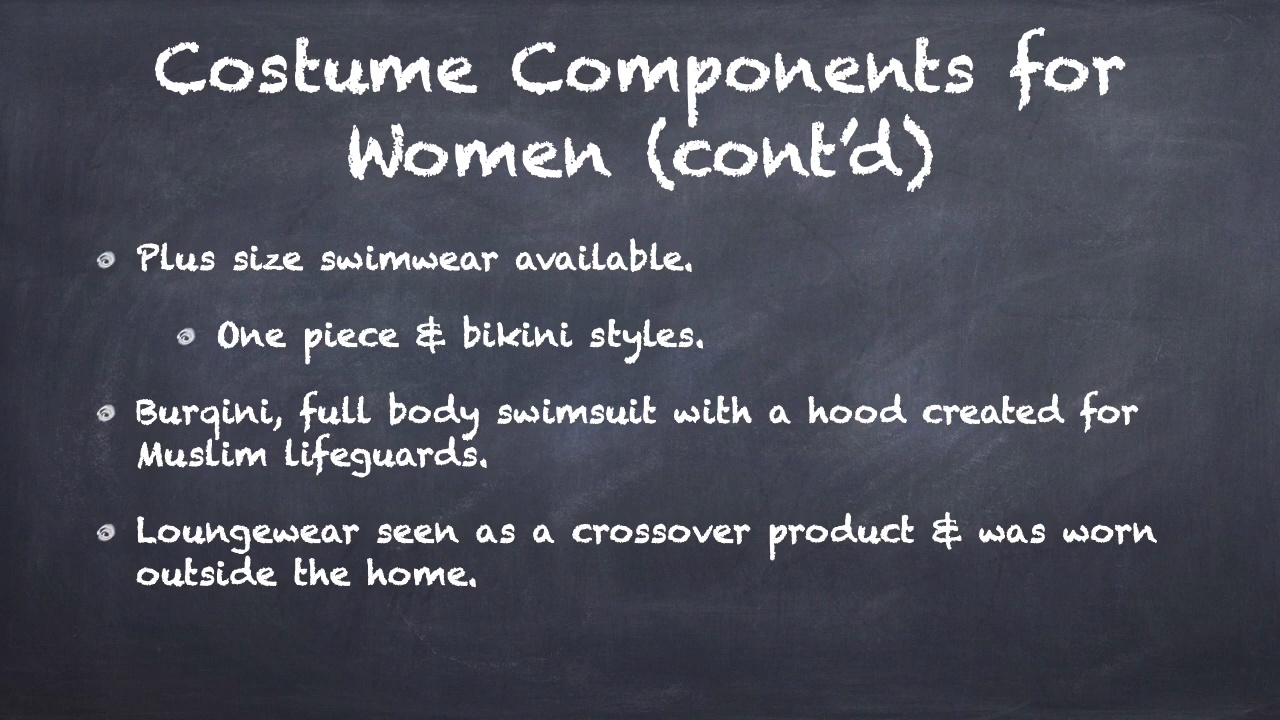 Costume Components for
Women (cont'd)
Plus size swimwear available.
One piece & bikini styles.
Burqini, full body swimsuit with a hood created for
Muslim lifeguards.
Loungewear seen as a crossover product & was worn
outside the home.